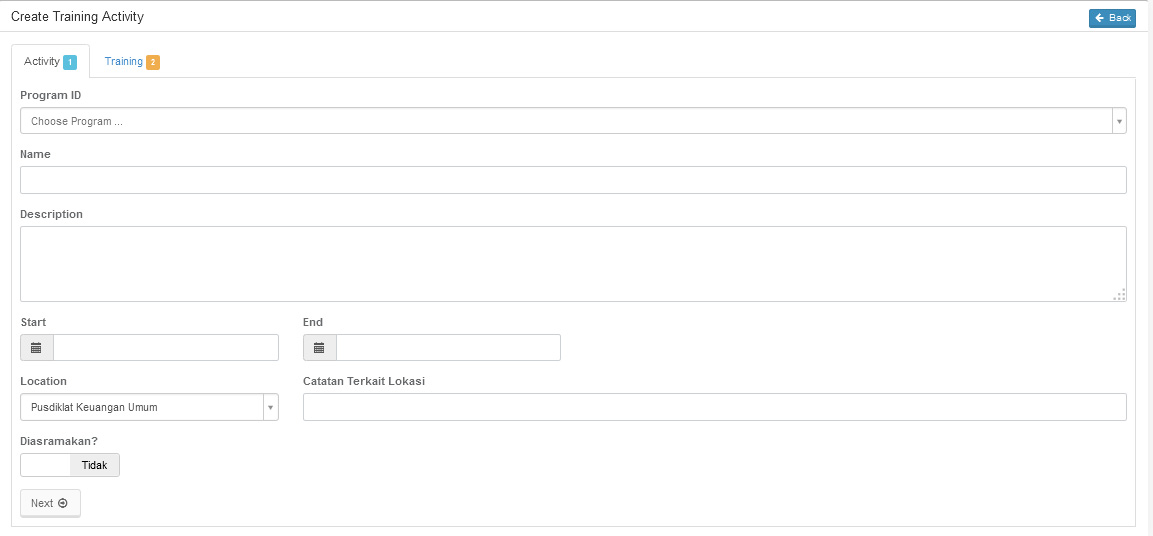 Create Training Activity
Back
Activity 1
Training 2
Program ID
Choose Program ...
Name
Description
Start
End
Location
Catatan Terkait Lokasi
Pusdiklat Keuangan Umum
Diasramakan?
Tidak
Next